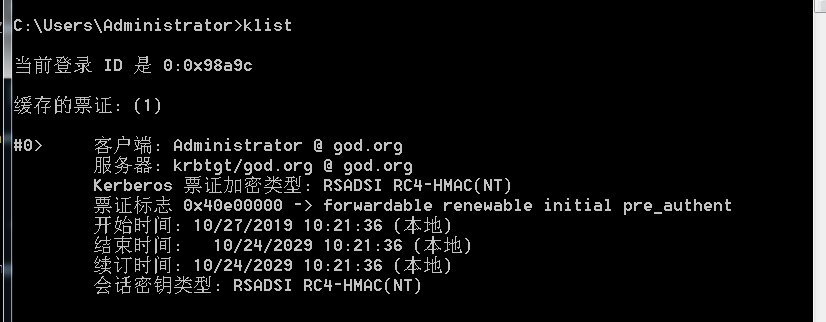 C:\Users\Administrator>klist
当前登录 ID 是 0:0x98a9c
缓存的票证: (1)
#0> 客户端: Administrator @ god.org
服务器: krbtgt/god.org @ god.org
Kerberos 票证加密类型: RSADSI RC4-HMAC(NT)
票证标志 0x40e00000 -> forwardable renewable initial pre_authent
开始时间: 10/27/2019 10:21:36 (本地)
结束时间: 10/24/2029 10:21:36 (本地)
续订时间: 10/24/2029 10:21:36 (本地)
会话密钥类型: RSADSI RC4-HMAC(NT)